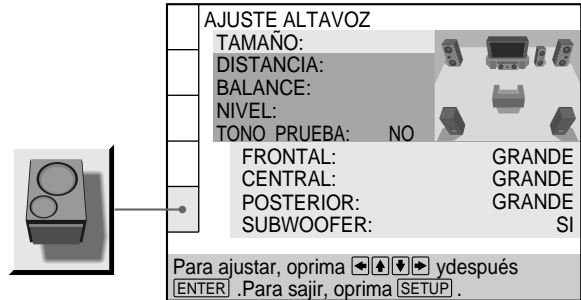 AJUSTE ALTAVOZ
TAMAÑO:
DISTANCIA:
BALANCE:
NIVEL:
TONO PRUEBA: NO
FRONTAL: GRANDE
CENTRAL: GRANDE
POSTERIOR: GRANDE
SUBWOOFER: SI
Para ajustar, oprima ydespués
ENTER .Para sajir, oprima SETUP .